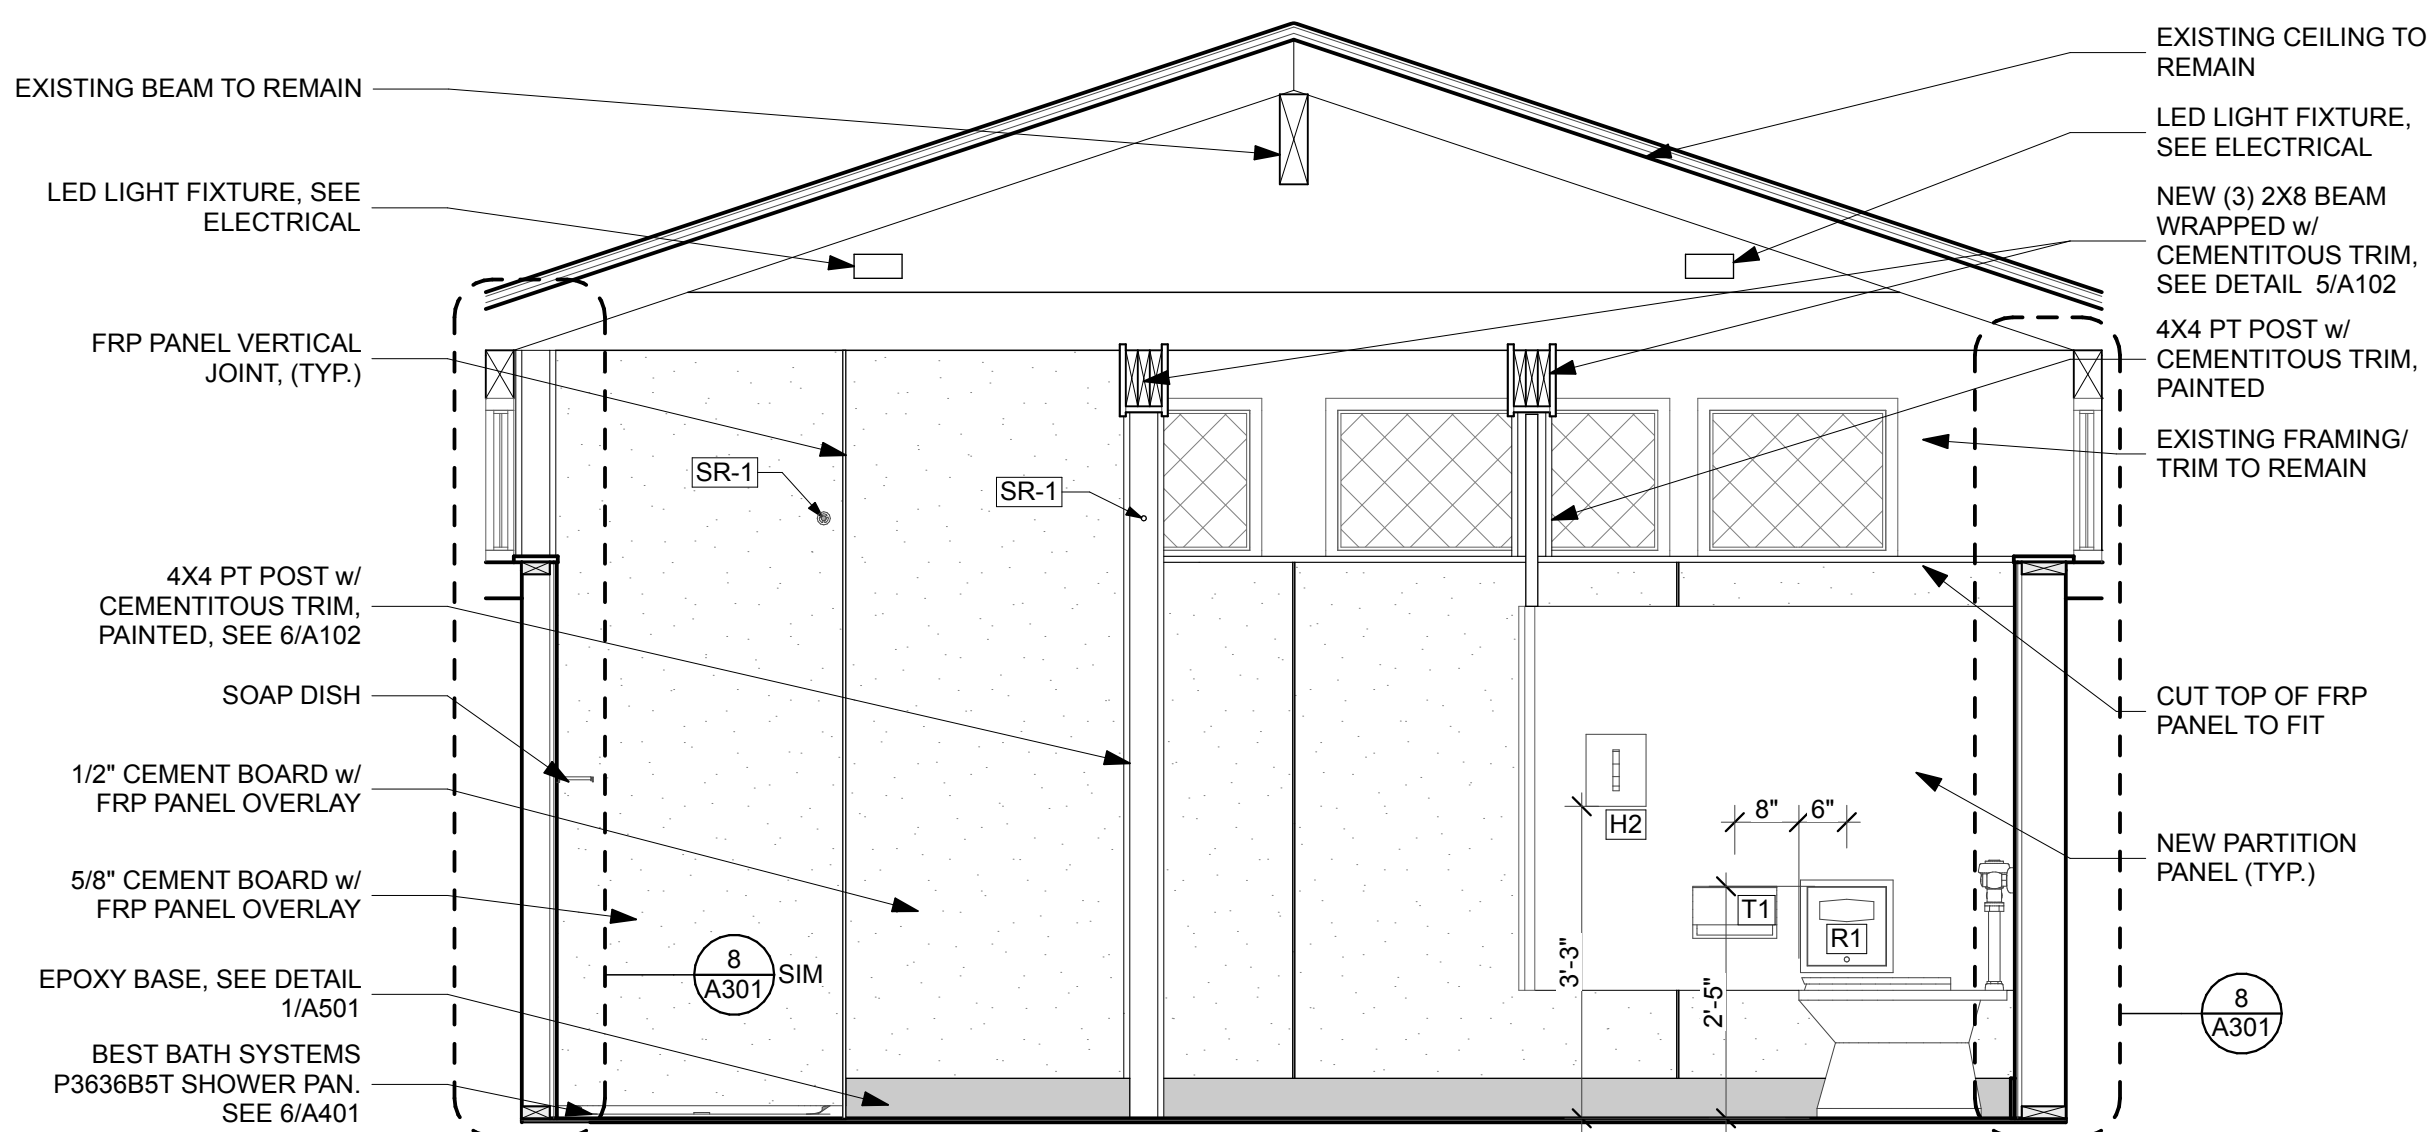 EXISTING BEAM TO REMAIN
LED LIGHT FIXTURE, SEE
ELECTRICAL
FRP PANEL VERTICAL
JOINT, (TYP.)
4X4 PT POST w/
CEMENTITOUS TRIM,
PAINTED, SEE 6/A102
SOAP DISH
1/2" CEMENT BOARD w/
FRP PANEL OVERLAY
5/8" CEMENT BOARD w/
FRP PANEL OVERLAY
EPOXY BASE, SEE DETAIL
1/A501
BEST BATH SYSTEMS
P3636B5T SHOWER PAN.
SEE 6/A401
SR-1
SR-1
8
A301
SIM
H2
8"
6"
T1
R1
3'-3"
2'-5"
EXISTING CEILING TO
REMAIN
LED LIGHT FIXTURE,
SEE ELECTRICAL
NEW (3) 2X8 BEAM
WRAPPED w/
CEMENTITOUS TRIM,
SEE DETAIL 5/A102
4X4 PT POST w/
CEMENTITOUS TRIM,
PAINTED
EXISTING FRAMING/
TRIM TO REMAIN
CUT TOP OF FRP
PANEL TO FIT
NEW PARTITION
PANEL (TYP.)
8
A301